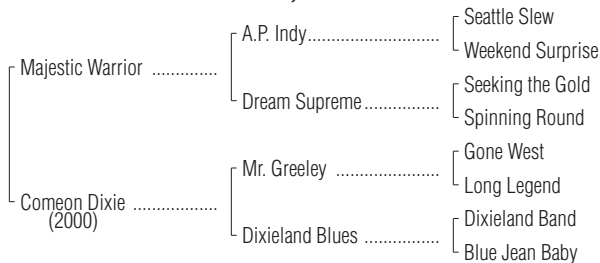 Seattle Slew
A.P. Indy........................
Weekend Surprise
Majestic Warrior .............
Seeking the Gold
Dream Supreme...............
Spinning Round
Gone West
Mr. Greeley .....................
Long Legend
Comeon Dixie .................
(2000)
Dixieland Band
Dixieland Blues ...............
Blue Jean Baby